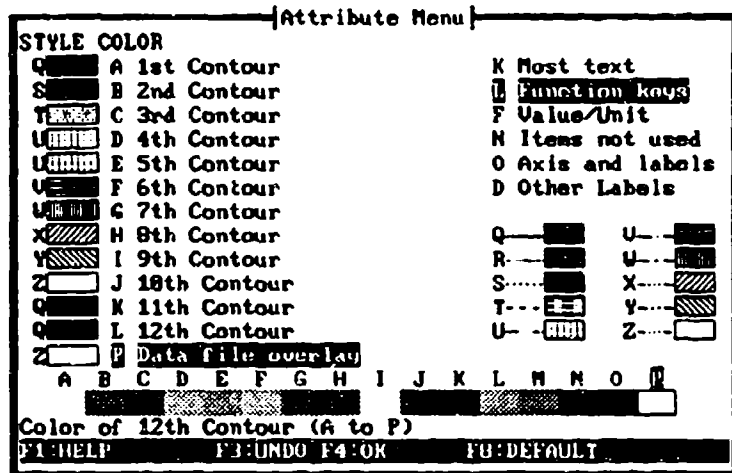 Attribute Menu
STYLE COLOR
Q A 1st Contour K Most text
S B 2nd Contour L Function keys
T C 3rd Contour F Value/Unit
U D 4th Contour N Items not used
U E 5th Contour O Axis and labels
V F 6th Contour D Other Labels
W G 7th Contour
X H 8th Contour Q V
Y I 9th Contour R W
Z J 10th Contour S X
Q K 11th Contour T Y
Q L 12th Contour U Z
Z P Data file overlay
A B C D E F G H I J K L M N O P
Color of 12th Contour (A to P)
F1:HELP F3:UNDO F4:OK F8:DEFAULT